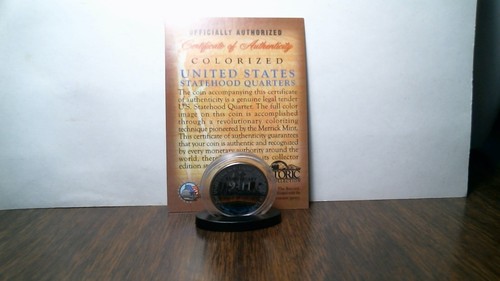 OFFICIALLY AUTHORIZED
Certificate of Authenticity
COLORIZED
UNITED STATES
STATEHOOD QUARTERS
The coin accompanying this certificate
of authenticity is a genuine legal tender
U.S. Statehood Quarter. The full color
image on this coin is accomplished
through a revolutionary colorizing
technique pioneered by the Merrick Mint.
This certificate of authenticity guarantees
that your coin is authentic and recognized
by every monetary authority around the
world; collector
edition